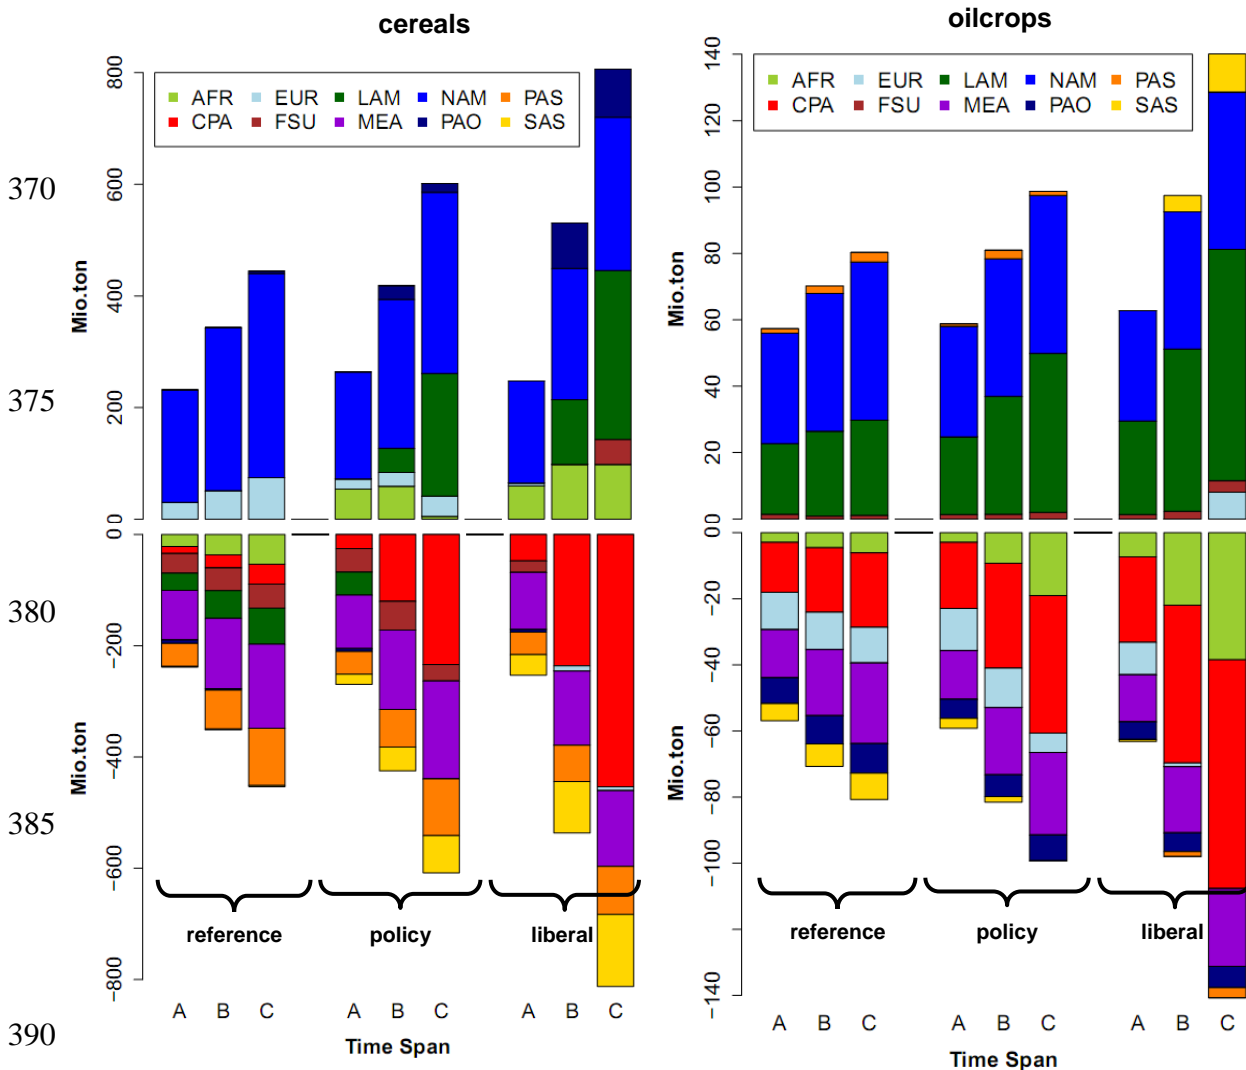 cereals
800
600
400
200
0
Mio.ton
AFR EUR LAM NAM PAS
CPA FSU MEA PAO SAS
−200
−400
−600
−800
Mio.ton
reference policy liberal
A B C A B C A B C
Time Span
oilcrops
140
120
100
80
60
40
20
0
Mio.ton
AFR EUR LAM NAM PAS
CPA FSU MEA PAO SAS
0
−20
−40
−60
−80
−100
−140
Mio.ton
reference policy liberal
A B C A B C A B C
Time Span
370
375
380
385
390